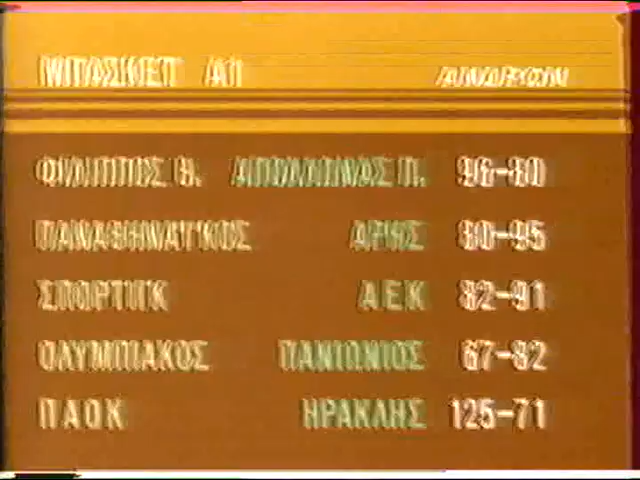 ΜΠΑΣΚΕΤ Α1 ΑΝΔΡΩΝ
ΦΙΛΙΠΠΟΣ Θ. ΑΠΟΛΛΩΝΑΣ Π. 96-80
ΠΑΝΑΘΗΝΑΪΚΟΣ ΑΡΗΣ 80-95
ΣΠΟΡΤΙΓΚ ΑΕΚ 82-91
ΟΛΥΜΠΙΑΚΟΣ ΠΑΝΙΩΝΙΟΣ 67-82
ΠΑΟΚ ΗΡΑΚΛΗΣ 125-71